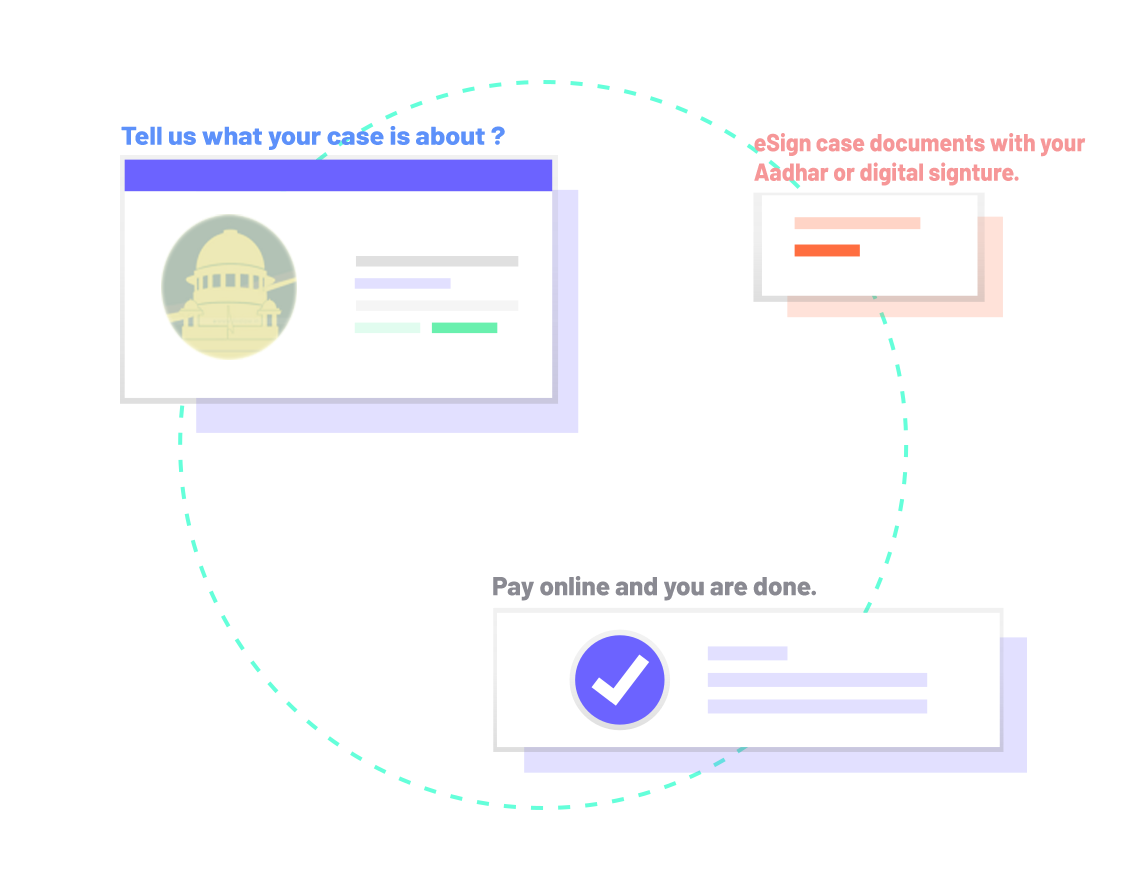 Tell us what your case is about ?
eSign case documents with your
Aadhar or digital signture.
Pay online and you are done.